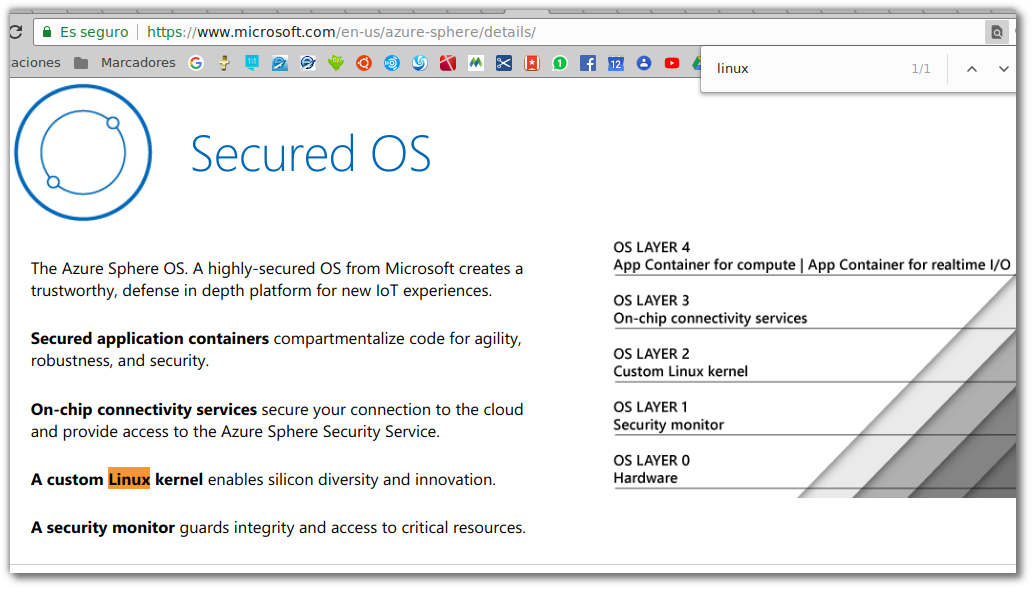 Es seguro https://www.microsoft.com/en-us/azure-sphere/details/
aciones Marcadores
12
1
linux 1/1
Secured OS
The Azure Sphere OS. A highly-secured OS from Microsoft creates a
trustworthy, defense in depth platform for new IoT experiences.
Secured application containers compartmentalize code for agility,
robustness, and security.
On-chip connectivity services secure your connection to the cloud
and provide access to the Azure Sphere Security Service.
A custom Linux kernel enables silicon diversity and innovation.
A security monitor guards integrity and access to critical resources.
OS LAYER 4
App Container for compute | App Container for realtime I/O
OS LAYER 3
On-chip connectivity services
OS LAYER 2
Custom Linux kernel
OS LAYER 1
Security monitor
OS LAYER 0
Hardware